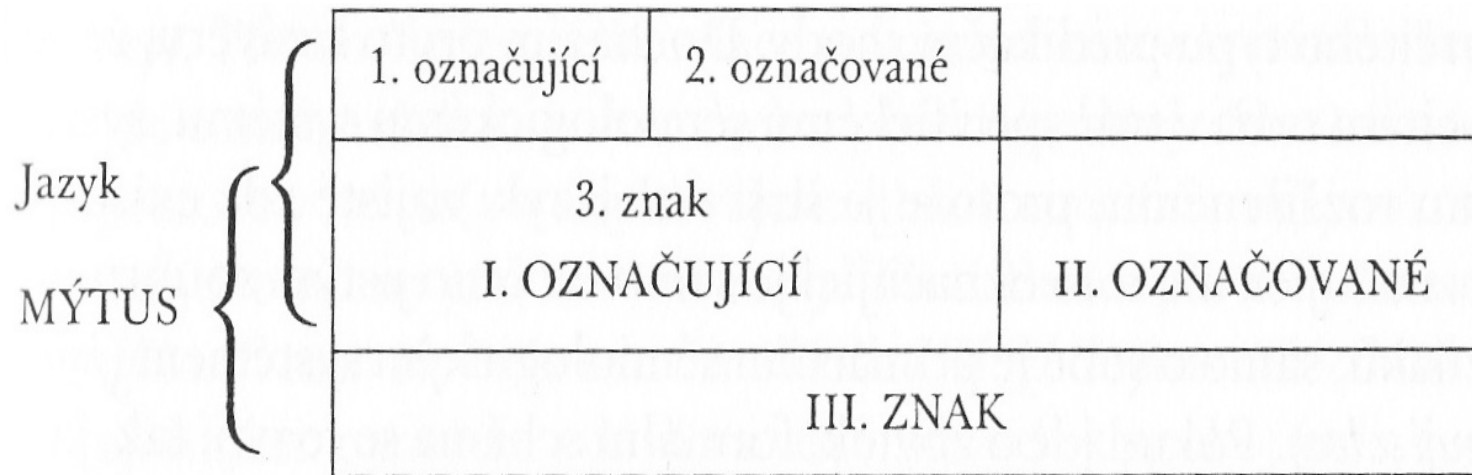 1. označující 2. označované
Jazyk
3. znak
MÝTUS
I OZNAČUJÍCÍ II OZNAČOVANÉ
III. ZNAK